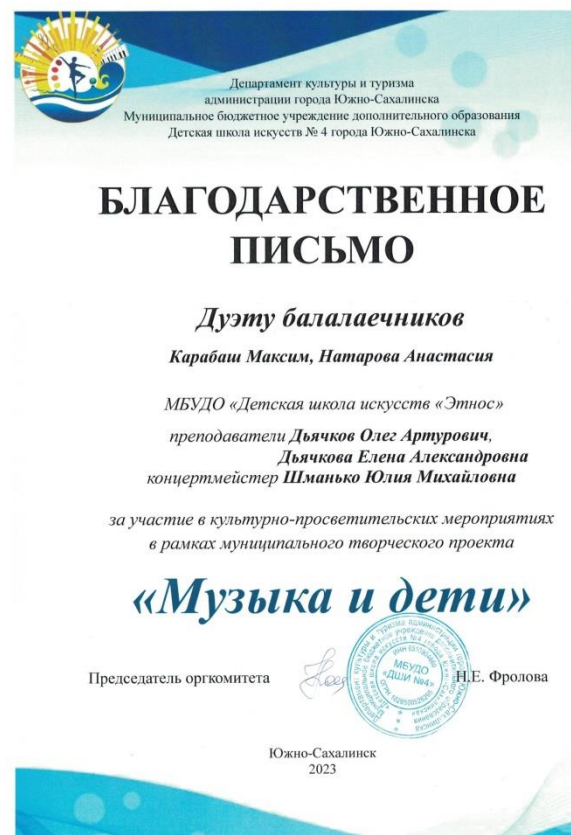 Департамент культуры и туризма
администрации города Южно-Сахалинска
Муниципальное бюджетное учреждение дополнительного образования
Детская школа искусств № 4 города Южно-Сахалинска
БЛАГОДАРСТВЕННОЕ
ПИСЬМО
Дуэту балалаечников
Карабаш Максим, Натарова Анастасия
МБУДО «Детская школа искусств «Этнос»
преподаватели Дьячков Олег Артурович,
Дьячкова Елена Александровна
концертмейстер Шманько Юлия Михайловна
за участие в культурно-просветительских мероприятиях
в рамках муниципального творческого проекта
«Музыка и дети»
Председатель оргкомитета
Н.Е. Фролова
МБУДО
«ДШИ №4»
Южно-Сахалинск
2023